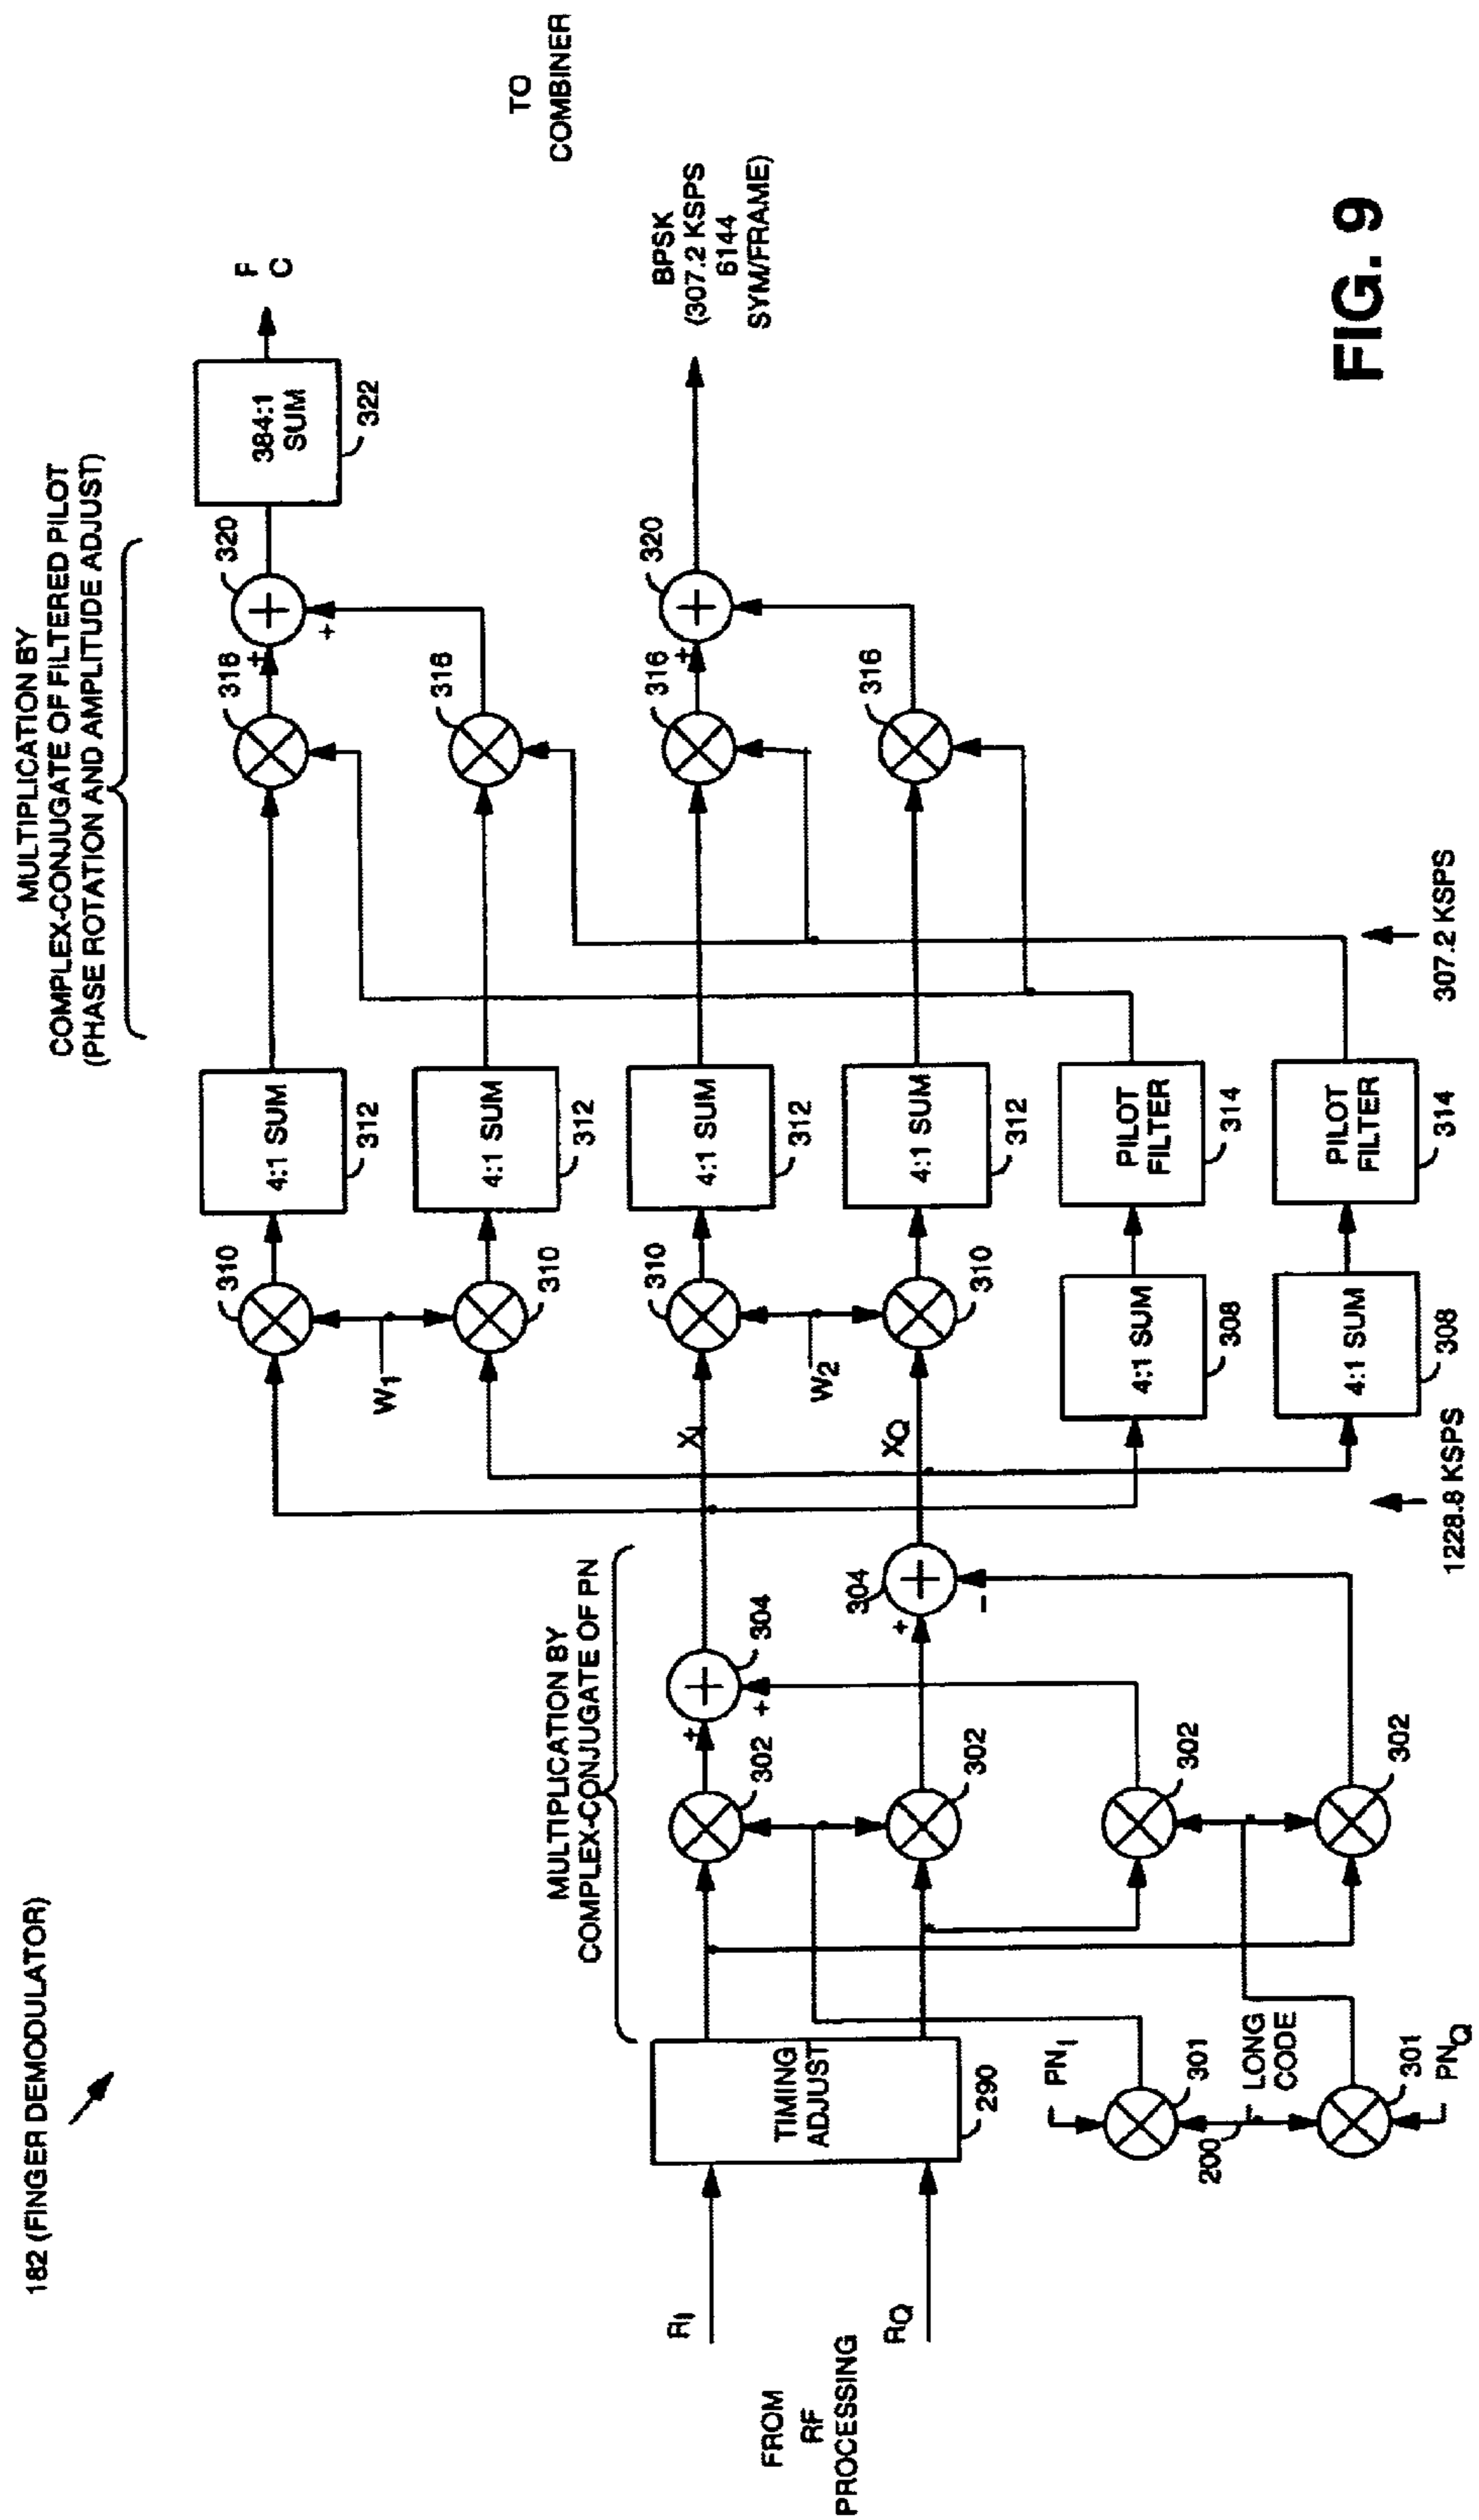 182 (FINGER DEMODULATOR)
MULTIPLICATION BY
COMPLEX-CONJUGATE OF FILTERED PILOT
(PHASE ROTATION AND AMPLITUDE ADJUST)
MULTIPLICATION BY
COMPLEX-CONJUGATE OF PN
FROM
RF
PROCESSING
RI
RQ
TIMING
ADJUST
290
PNI
301
200
LONG
CODE
301
PNQ
302
302
302
302
304
+
+
304
+
-
XI
XQ
1228.8 KSPS
310
W1
310
310
W2
310
4:1 SUM
312
4:1 SUM
312
4:1 SUM
312
4:1 SUM
312
4:1 SUM
308
4:1 SUM
308
PILOT
FILTER
314
PILOT
FILTER
314
307.2 KSPS
318
318
316
316
320
+
+
320
+
384:1
SUM
322
F
C
BPSK
(307.2 KSPS
6144
SYM/FRAME)
TO
COMBINER
FIG. 9